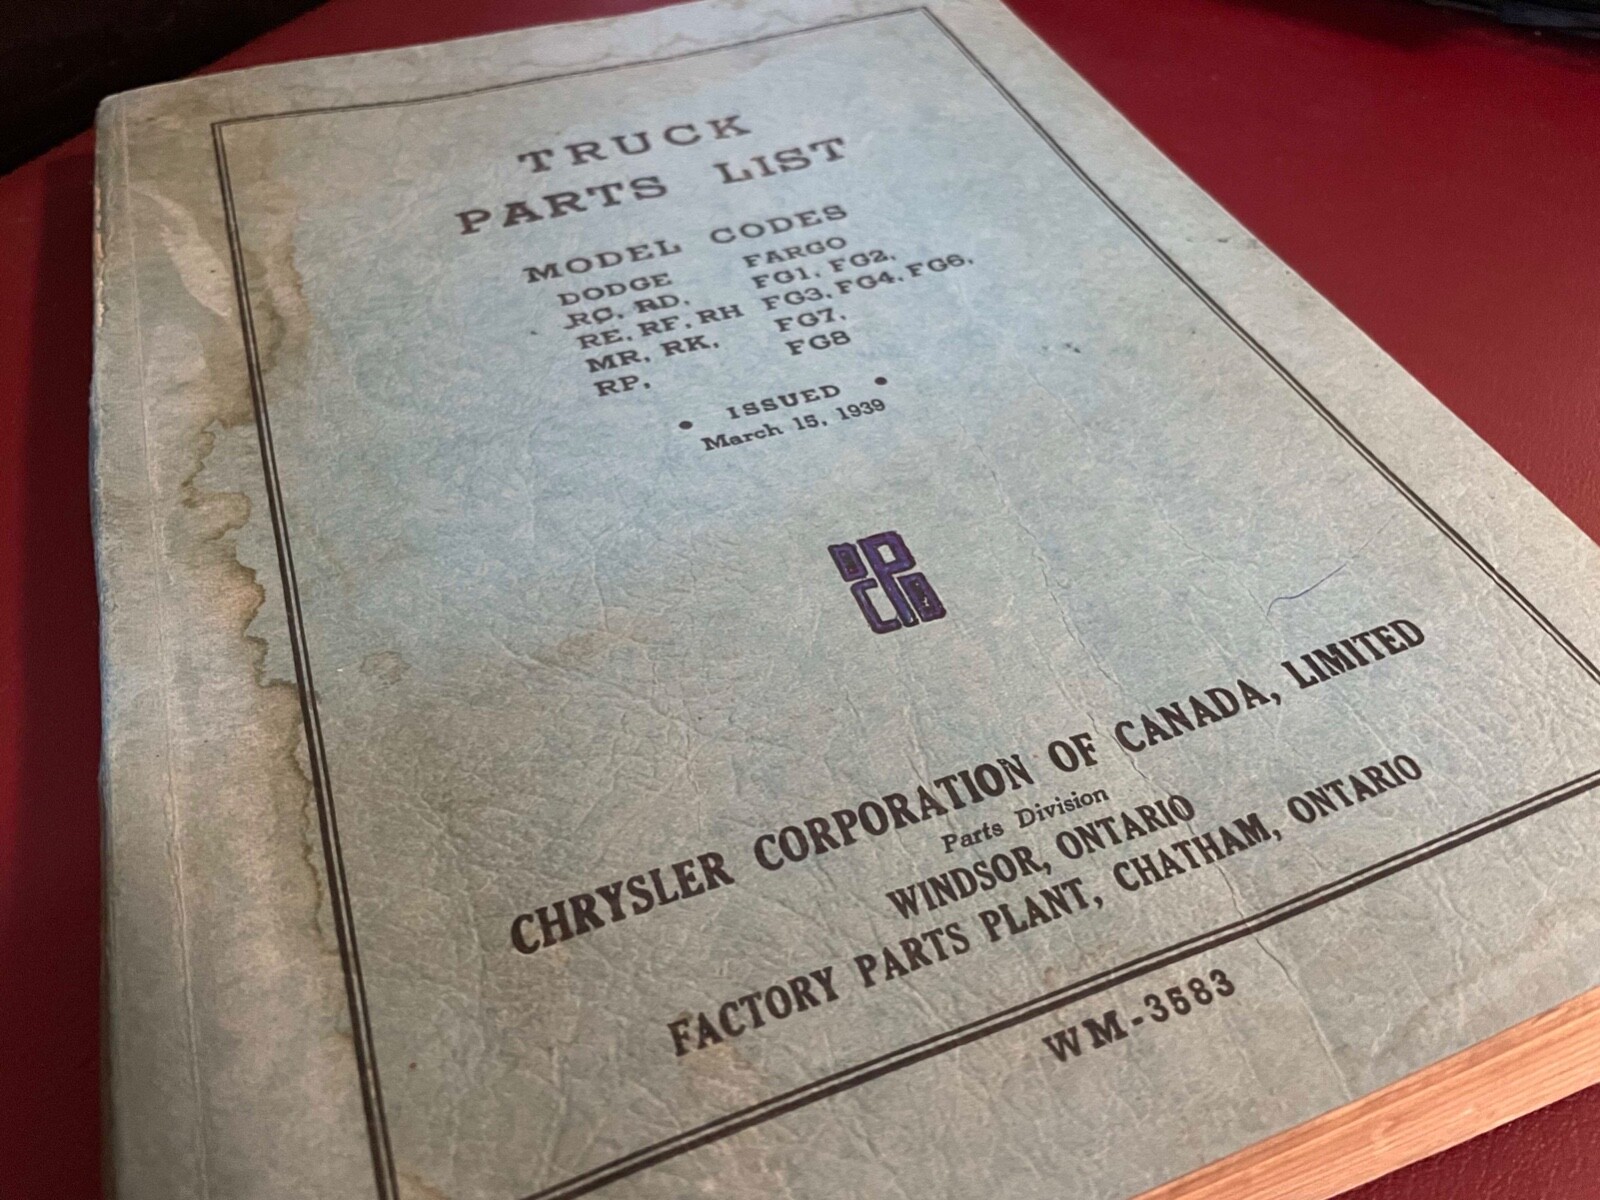 TRUCK
PARTS LIST
MODEL CODES
DODGE FARGO
RC, RD, FG1, FG2,
RE, RF, RH FG3, FG4, FG6,
MR, RK, FG7,
RP, FG8
• ISSUED •
March 15, 1939
CHRYSLER CORPORATION OF CANADA, LIMITED
Parts Division
WINDSOR, ONTARIO
FACTORY PARTS PLANT, CHATHAM, ONTARIO
WM-3583